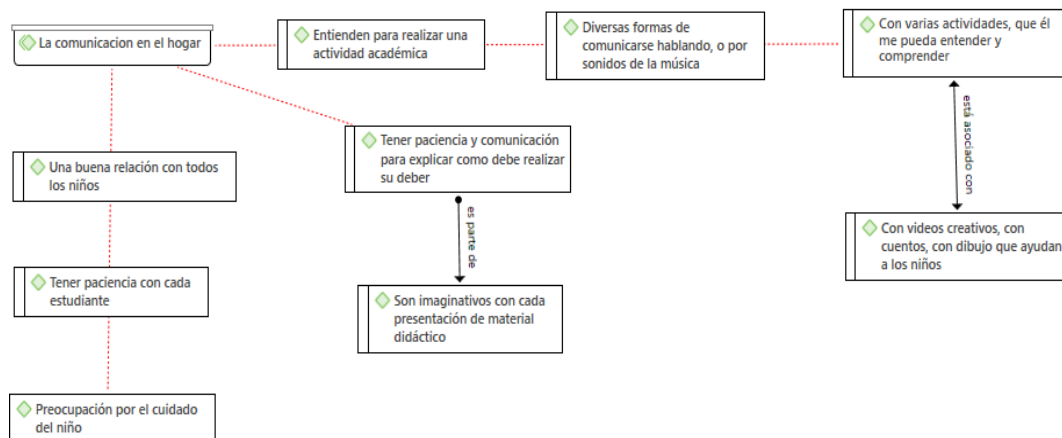 La comunicacion en el hogar
Entienden para realizar una
actividad académica
Diversas formas de
comunicarse hablando, o por
sonidos de la música
Con varias actividades, que él
me pueda entender y
comprender
está asociado con
Tener paciencia y comunicación
para explicar como debe realizar
su deber
Una buena relación con todos
los niños
es parte de
Con videos creativos, con
cuentos, con dibujo que ayudan
a los niños
Tener paciencia con cada
estudiante
Son imaginativos con cada
presentación de material
didáctico
Preocupación por el cuidado
del niño